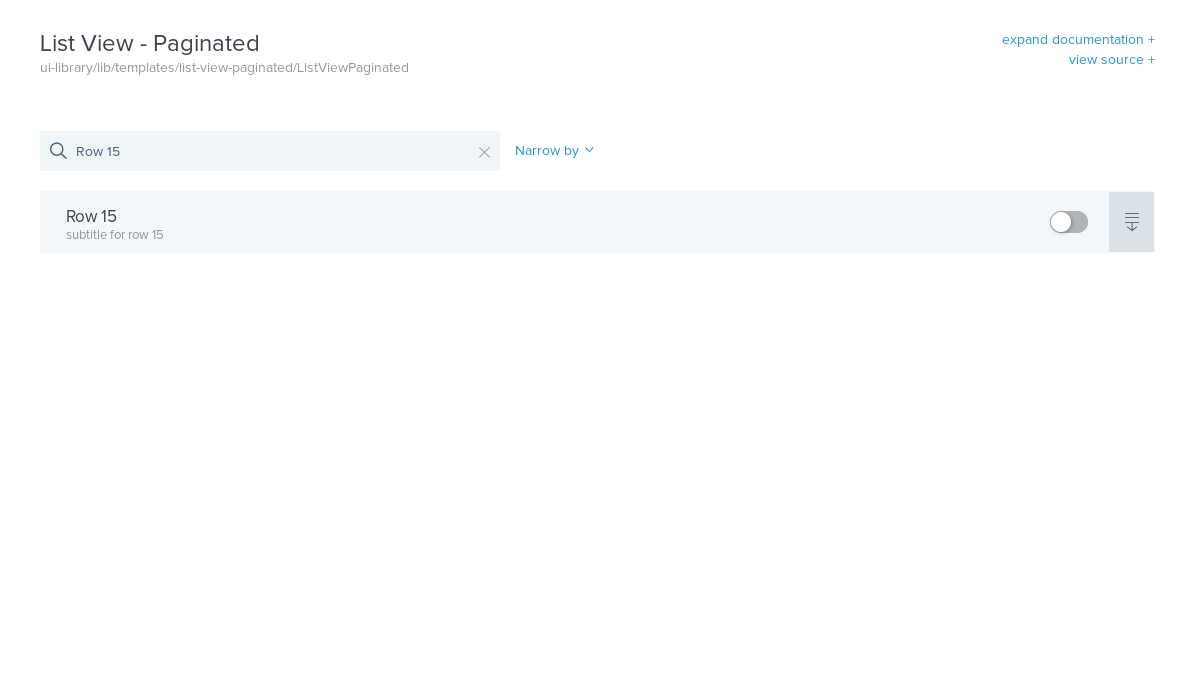 List View - Paginated
ui-library/lib/templates/list-view-paginated/ListViewPaginated
expand documentation +
view source +
Row 15
Narrow by
Row 15
subtitle for row 15